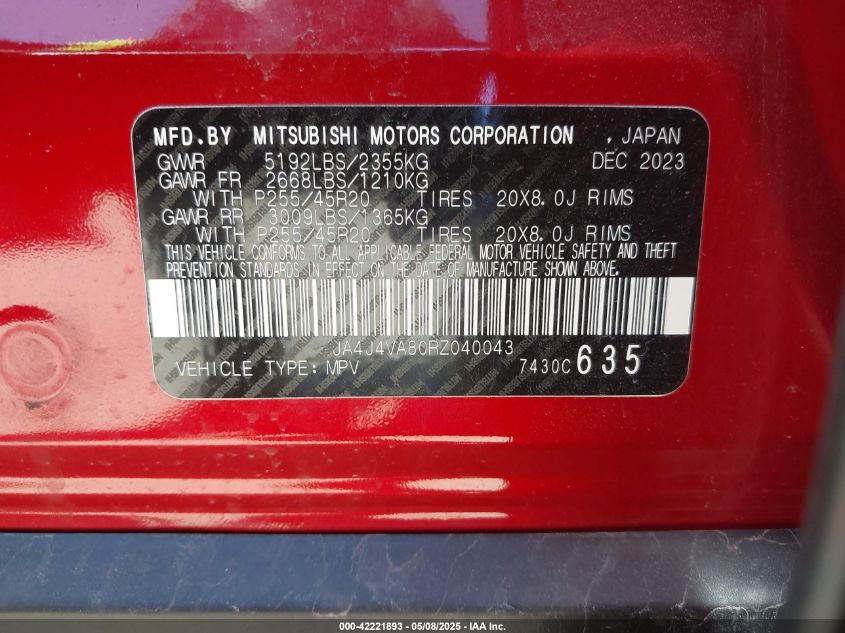 MFD.BY MITSUBISHI MOTORS CORPORATION , JAPAN
GVWR 5192LBS/2355KG DEC 2023
GAWR FR 2668LBS/1210KG
WITH P255/45R20 TIRES 20X8.0J RIMS
GAWR RR 3009LBS/1365KG
WITH P255/45R20 TIRES 20X8.0J RIMS
THIS VEHICLE CONFORMS TO ALL APPLICABLE FEDERAL MOTOR VEHICLE SAFETY AND THEFT
PREVENTION STANDARDS IN EFFECT ON THE DATE OF MANUFACTURE SHOWN ABOVE.
JA4J4VA80RZ040043
VEHICLE TYPE: MPV 7430C 635
000-42221893 - 05/08/2025 - IAA Inc.